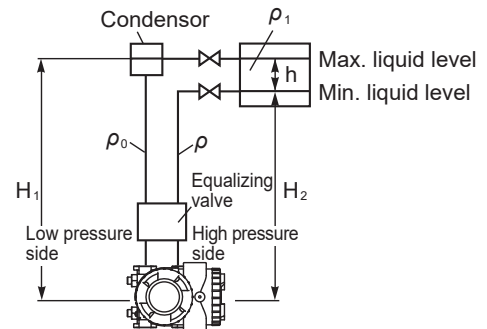 Condensor
ρ1
Max. liquid level
h
Min. liquid level
ρ0
ρ
H1
Equalizing
valve
H2
Low pressure
side
High pressure
side